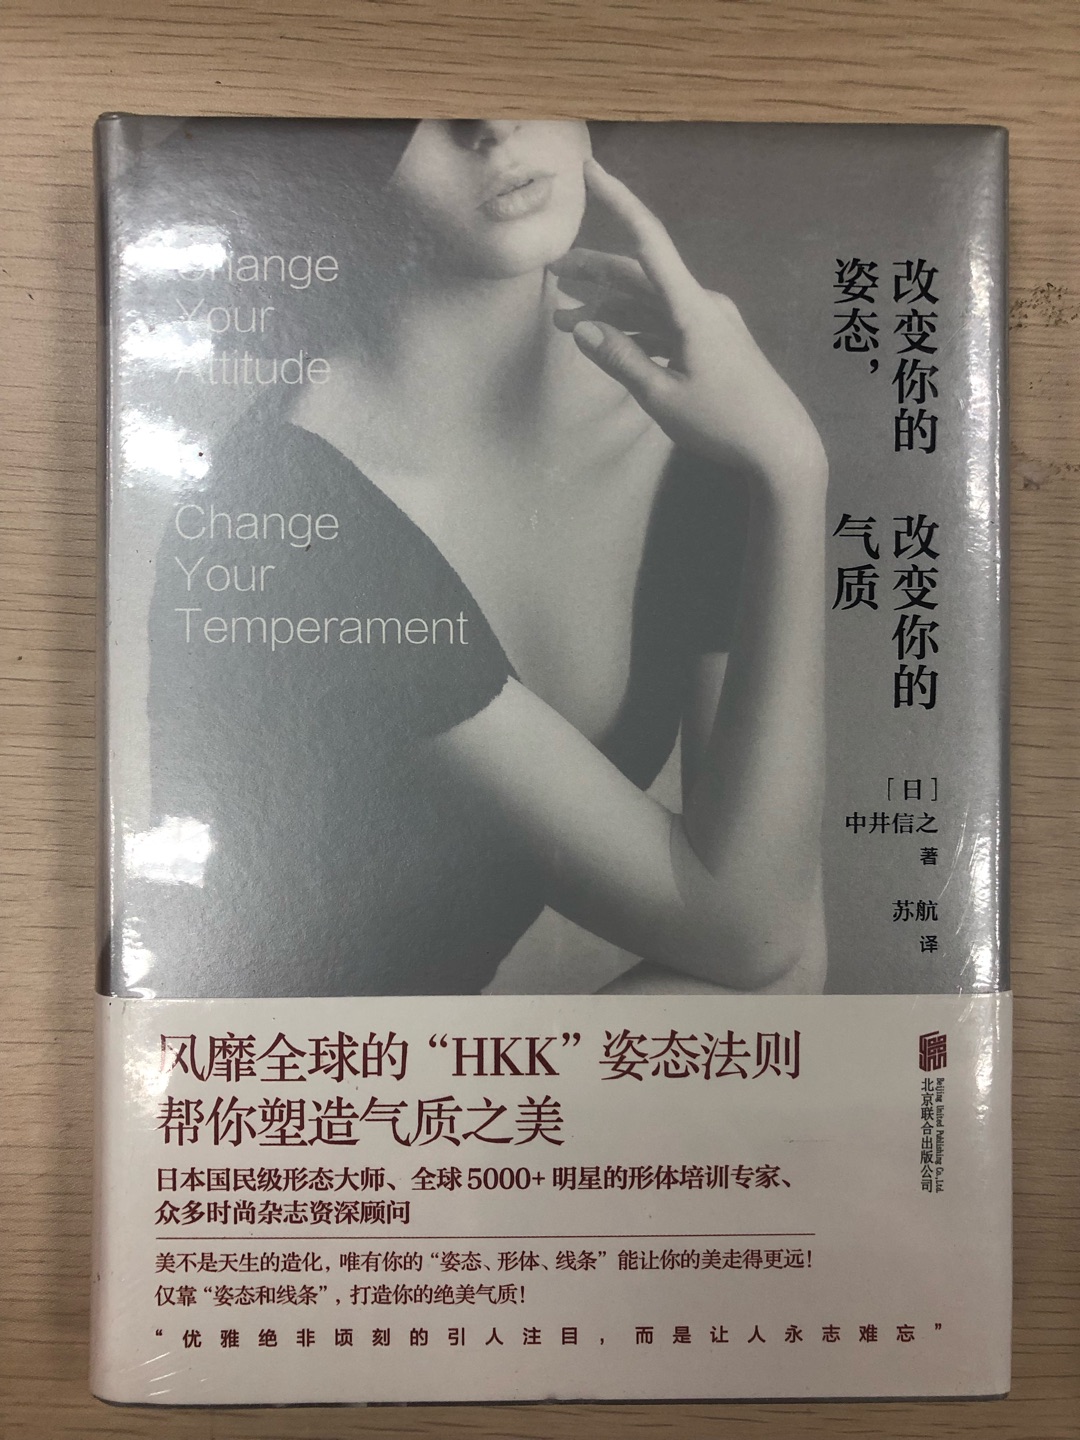 Change
Your
Attitude
Change
Your
Temperament
改变你的
姿态，
改变你的
气质
［日］
中井信之
著
苏航
译
风靡全球的“HKK”姿态法则
帮你塑造气质之美
日本国民级形态大师、全球5000+明星的形体培训专家、
众多时尚杂志资深顾问
美不是天生的造化，唯有你的“姿态、形体、线条”能让你的美走得更远！
仅靠“姿态和线条”，打造你的绝美气质！
“优雅绝非顷刻的引人注目，而是让人永志难忘”
北京联合出版公司
Beijing United Publishing Co.,Ltd.